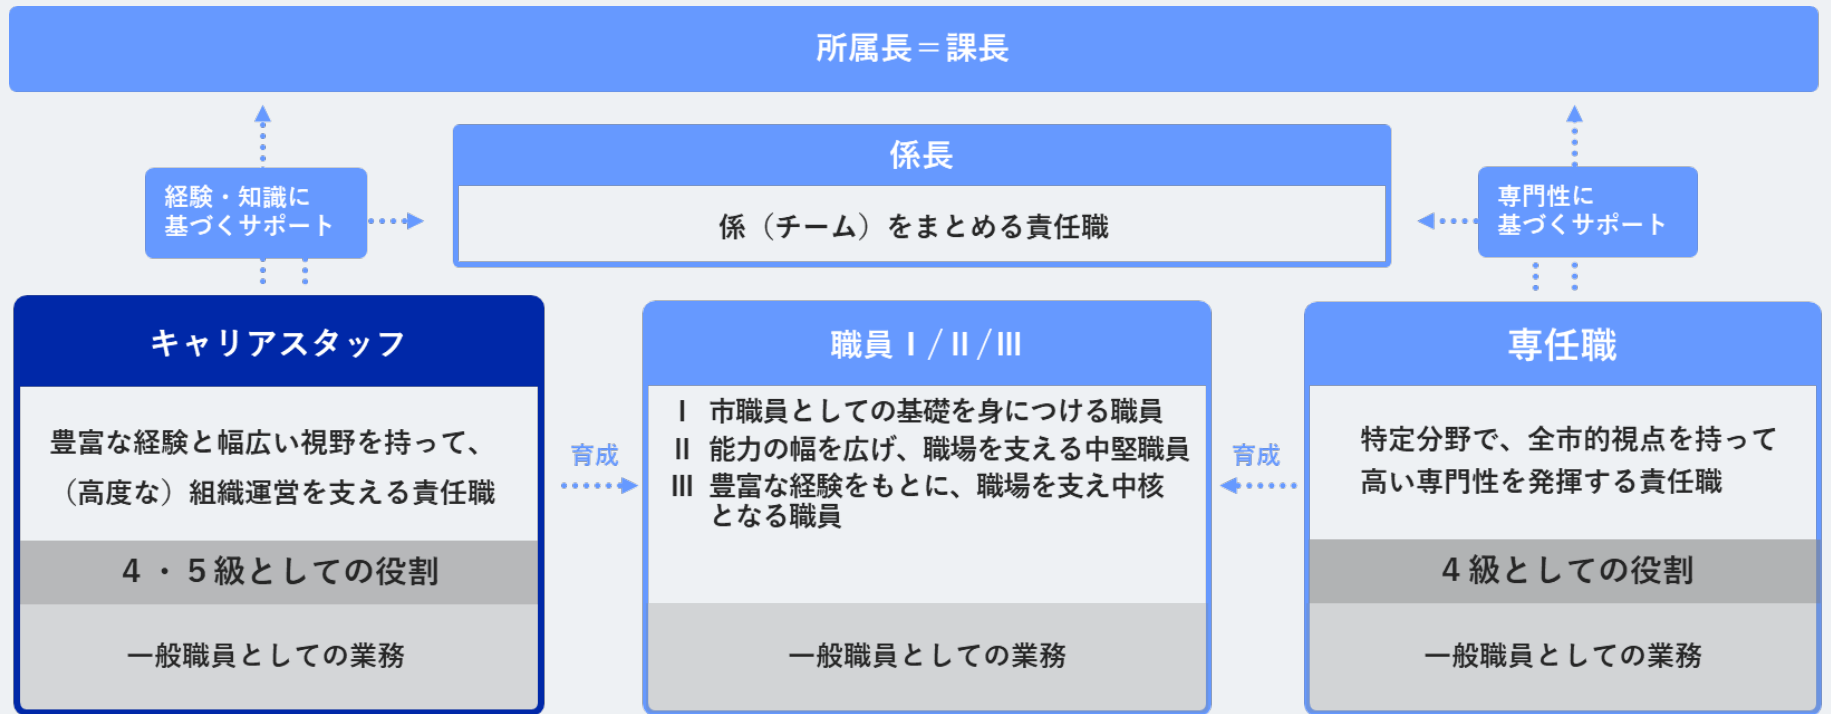 所属長＝課長
係長
係（チーム）をまとめる責任職
経験・知識に
基づくサポート
専門性に
基づくサポート
キャリアスタッフ
豊富な経験と幅広い視野を持って、
（高度な）組織運営を支える責任職
４・５級としての役割
一般職員としての業務
育成
職員Ⅰ/Ⅱ/Ⅲ
Ⅰ 市職員としての基礎を身につける職員
Ⅱ 能力の幅を広げ、職場を支える中堅職員
Ⅲ 豊富な経験をもとに、職場を支え中核
となる職員
一般職員としての業務
育成
専任職
特定分野で、全市的視点を持って
高い専門性を発揮する責任職
４級としての役割
一般職員としての業務